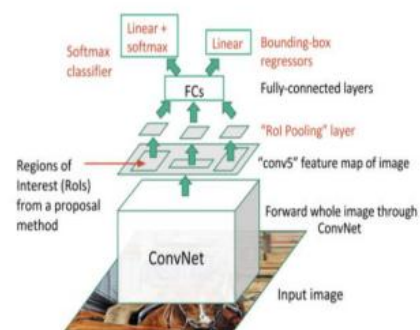 Softmax
classifier
Linear +
softmax
Linear
Bounding-box
regressors
FCs
Fully-connected layers
"RoI Pooling" layer
Regions of
Interest (RoIs)
from a proposal
method
"conv5" feature map of image
Forward whole image through
ConvNet
ConvNet
Input image